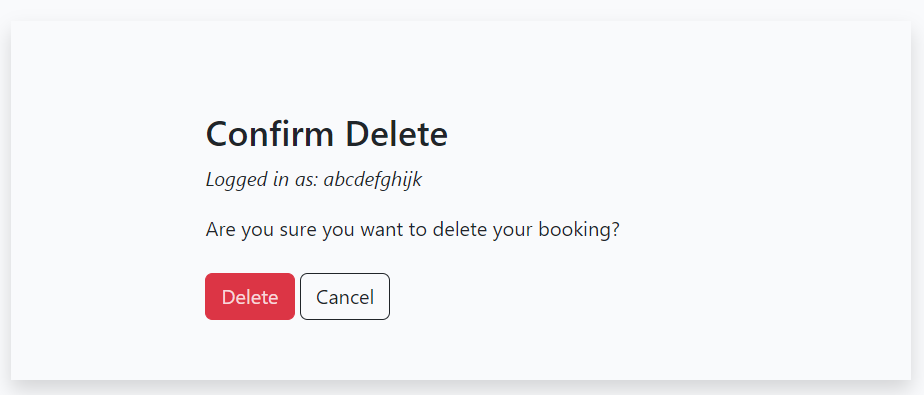 Confirm Delete
Logged in as: abcdefghijk
Are you sure you want to delete your booking?
Delete Cancel